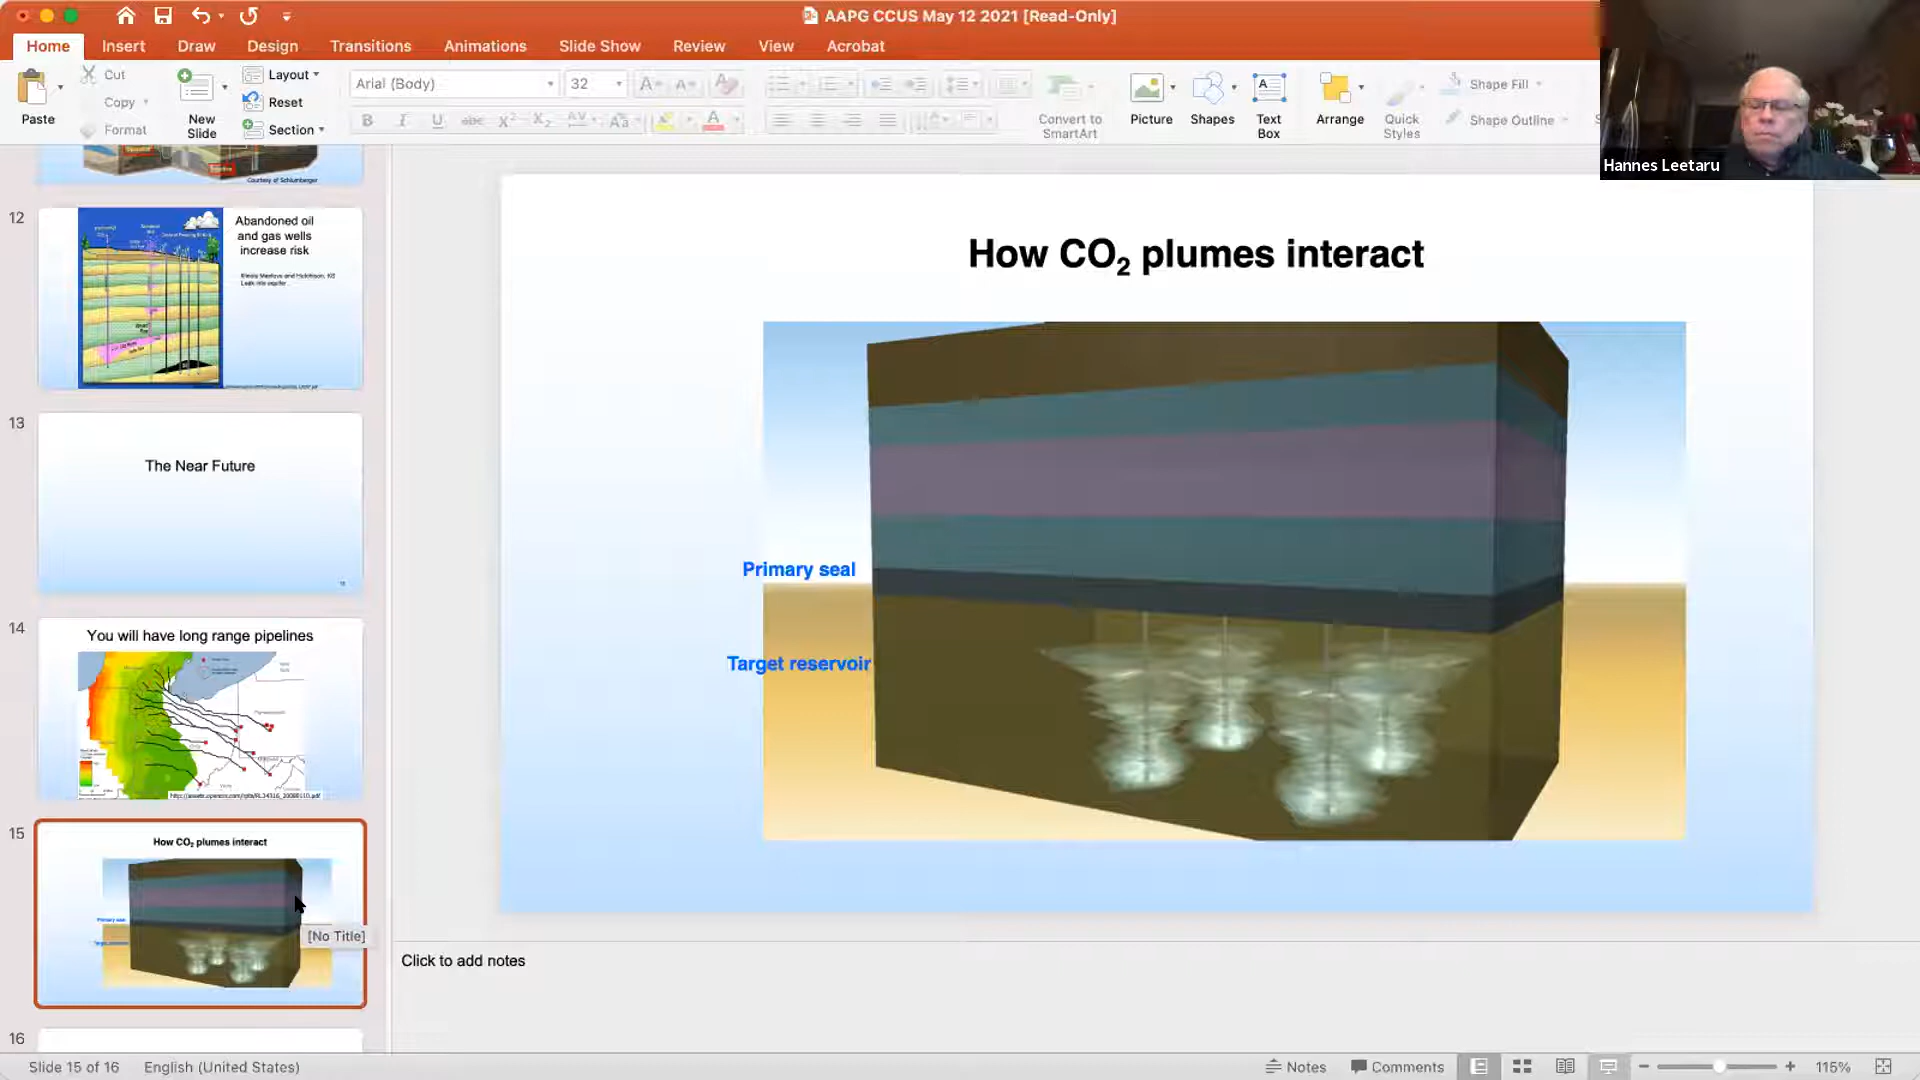 AAPG CCUS May 12 2021 [Read-Only]
Home Insert Draw Design Transitions Animations Slide Show Review View Acrobat
Paste
Cut
Copy
Format
New
Slide
Layout
Reset
Section
Arial (Body) 32
Convert to
SmartArt
Picture
Shapes
Text
Box
Arrange
Quick
Styles
Shape Fill
Shape Outline
Hannes Leetaru
Courtesy of Schlumberger
12
Abandoned oil
and gas wells
increase risk
13
The Near Future
14
You will have long range pipelines
15
How CO₂ plumes interact
Primary seal
[No Title]
16
How CO₂ plumes interact
Primary seal
Target reservoir
Click to add notes
Slide 15 of 16 English (United States)
Notes Comments 115%